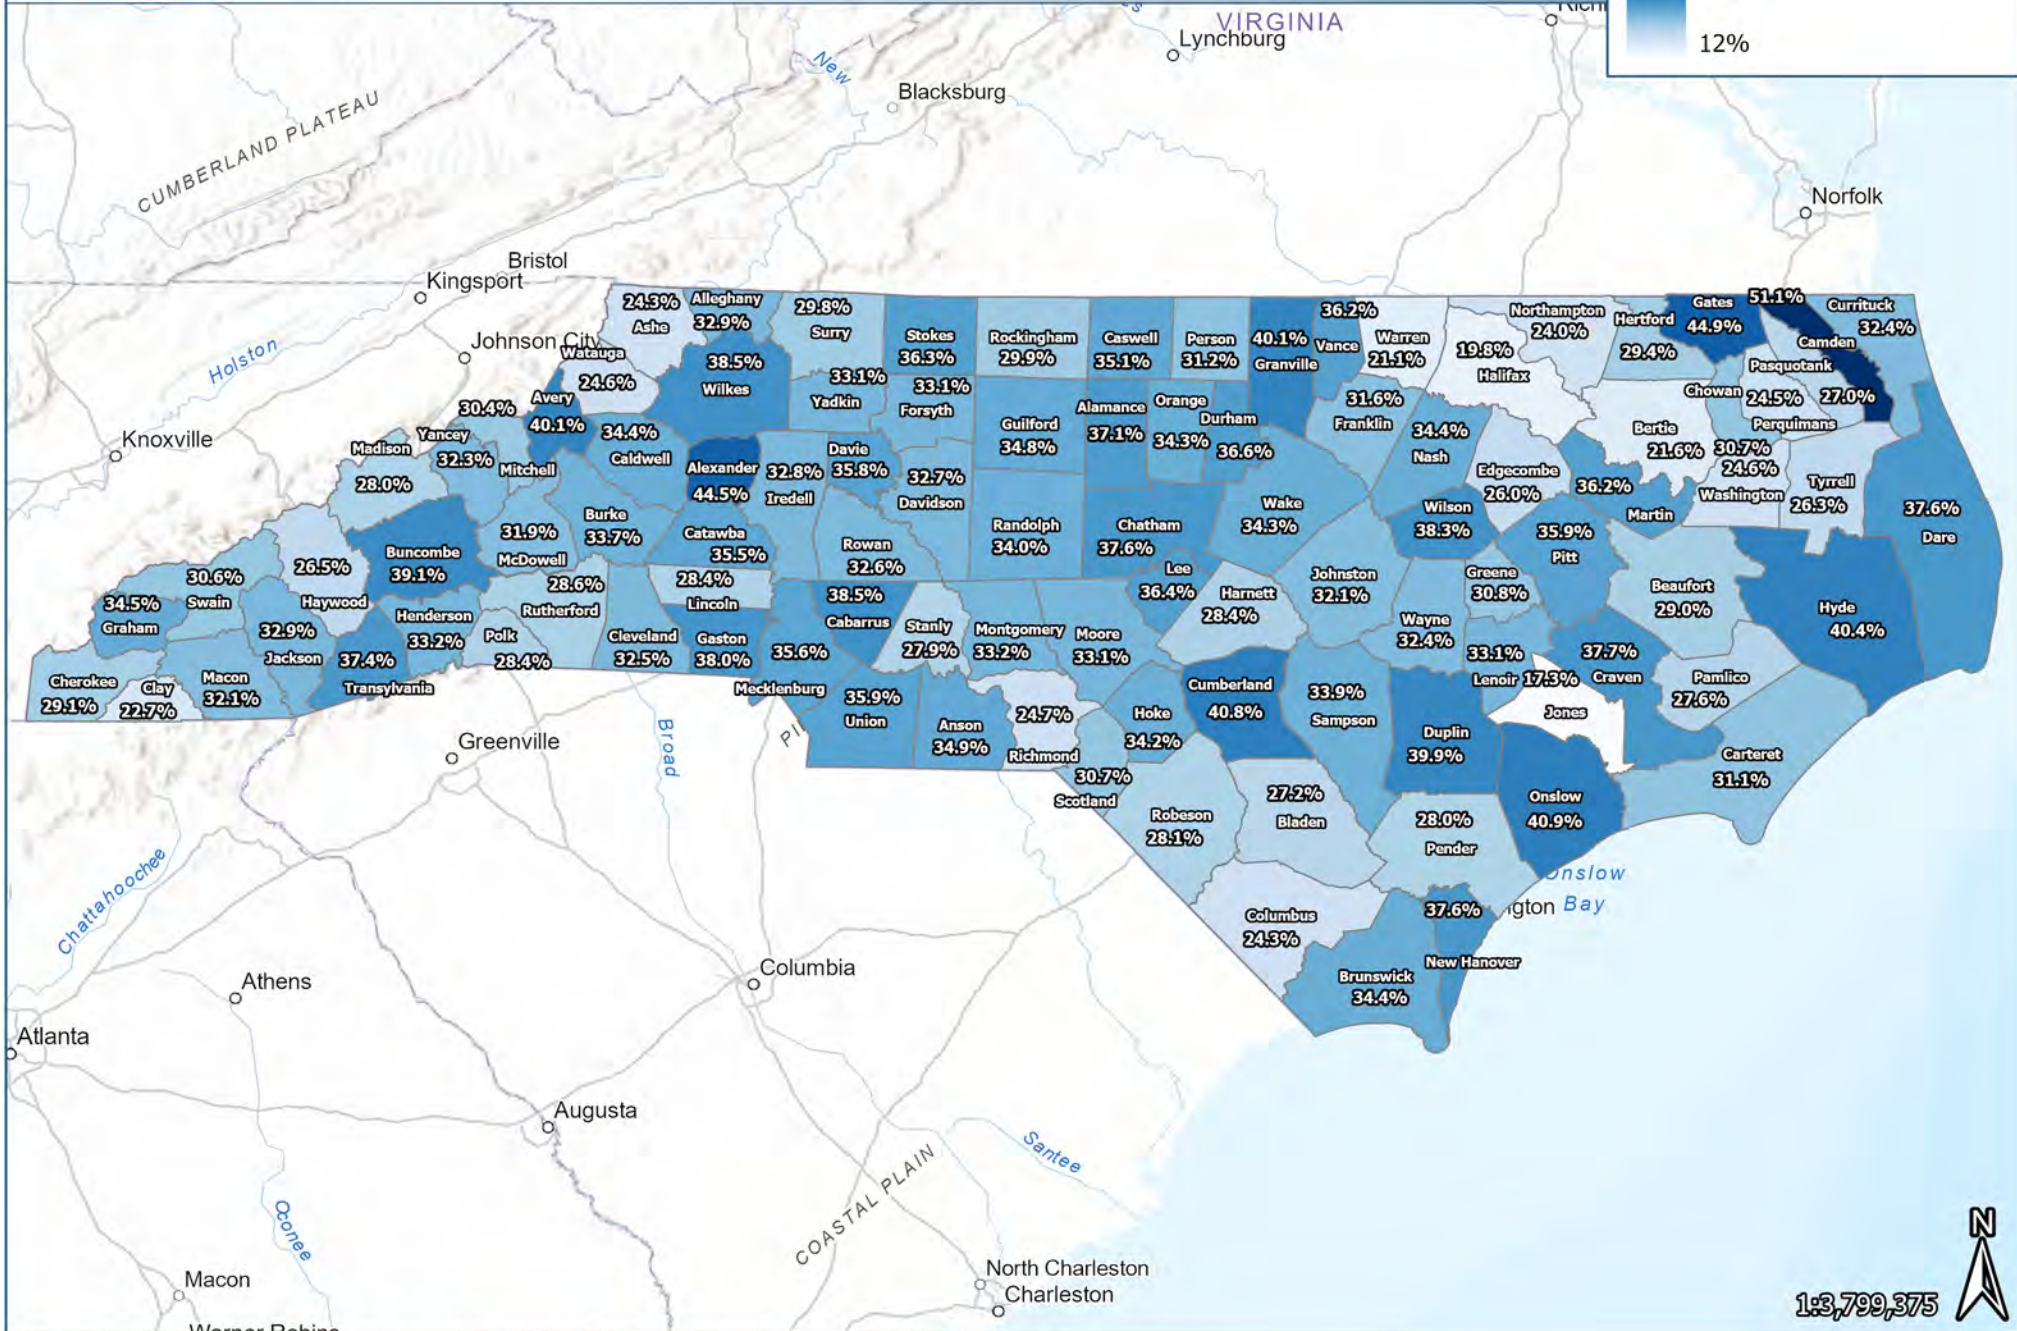 VIRGINIA
Lynchburg
12%
New
Blacksburg
CUMBERLAND PLATEAU
Norfolk
Bristol
Kingsport
Johnson City
Holston
Knoxville
24.3%
Ashe
Alleghany
32.9%
29.8%
Surry
Stokes
36.3%
Rockingham
29.9%
Caswell
35.1%
Person
31.2%
40.1%
Granville
36.2%
Vance
Warren
21.1%
19.8%
Halifax
Northampton
24.0%
Hertford
29.4%
Gates
44.9%
51.1%
Camden
Currituck
32.4%
Pasquotank
27.0%
24.5%
Perquimans
Chowan
30.7%
Watauga
24.6%
38.5%
Wilkes
33.1%
Yadkin
33.1%
Forsyth
Guilford
34.8%
Alamance
37.1%
Orange
34.3%
Durham
36.6%
31.6%
Franklin
34.4%
Nash
Edgecombe
26.0%
Bertie
21.6%
24.6%
Washington
Tyrrell
26.3%
37.6%
Dare
30.4%
Mitchell
Avery
40.1%
Yancey
32.3%
Madison
28.0%
34.4%
Caldwell
Alexander
44.5%
32.8%
Iredell
Davie
35.8%
32.7%
Davidson
Randolph
34.0%
Chatham
37.6%
Wake
34.3%
Wilson
38.3%
36.2%
Martin
35.9%
Pitt
Beaufort
29.0%
Hyde
40.4%
Buncombe
39.1%
31.9%
McDowell
Burke
33.7%
Catawba
35.5%
Rowan
32.6%
26.5%
Haywood
30.6%
Swain
34.5%
Graham
32.9%
Jackson
Henderson
33.2%
28.6%
Rutherford
Polk
28.4%
28.4%
Lincoln
Cleveland
32.5%
Gaston
38.0%
38.5%
Cabarrus
35.6%
Mecklenburg
Stanly
27.9%
Montgomery
33.2%
Moore
33.1%
Lee
36.4%
Harnett
28.4%
Johnston
32.1%
Wayne
32.4%
Greene
30.8%
33.1%
Lenoir
17.3%
Jones
37.7%
Craven
Pamlico
27.6%
Cherokee
29.1%
Clay
22.7%
Macon
32.1%
37.4%
Transylvania
35.9%
Union
Anson
34.9%
24.7%
Richmond
Hoke
34.2%
30.7%
Scotland
Cumberland
40.8%
33.9%
Sampson
Duplin
39.9%
Onslow
40.9%
Carteret
31.1%
Robeson
28.1%
27.2%
Bladen
28.0%
Pender
Columbus
24.3%
Brunswick
34.4%
37.6%
New Hanover
Onslow
Bay
Greenville
Broad
Chattahoochee
Athens
Columbia
Atlanta
Augusta
Santee
COASTAL PLAIN
Oconee
Macon
North Charleston
Charleston
N
1:3,799,375